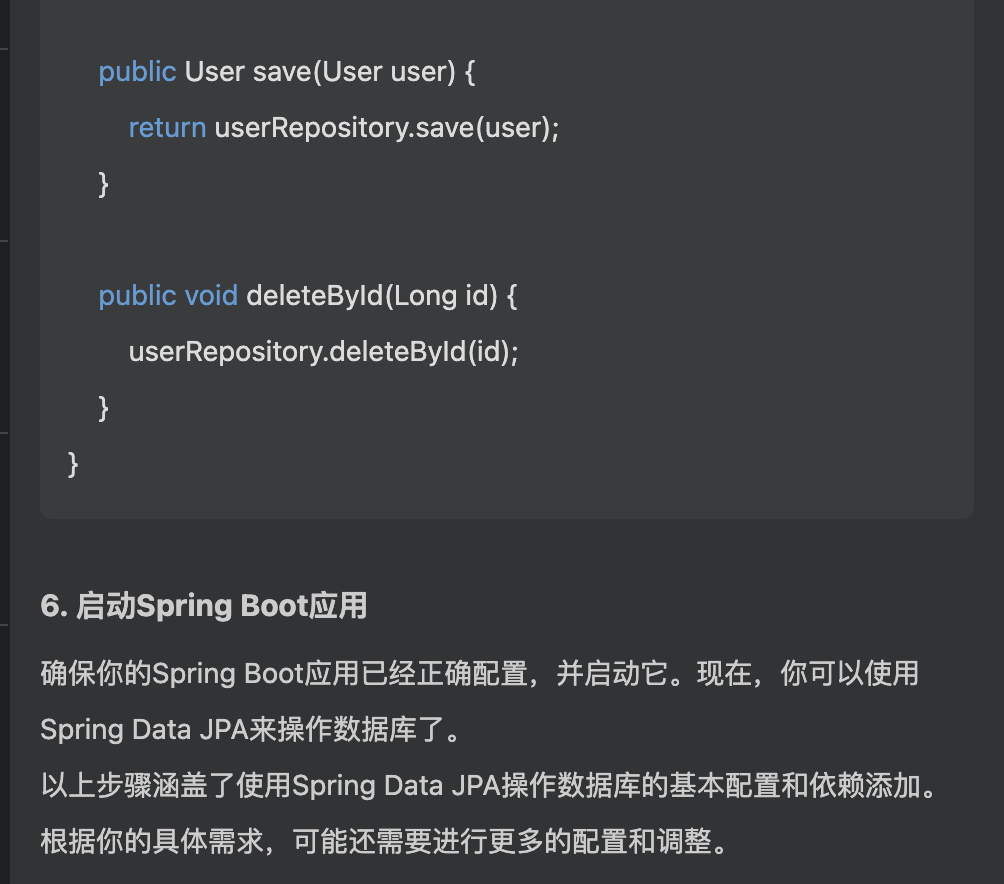 public User save(User user) {
return userRepository.save(user);
}
public void deleteById(Long id) {
userRepository.deleteById(id);
}
}
6. 启动Spring Boot应用
确保你的Spring Boot应用已经正确配置，并启动它。现在，你可以使用
Spring Data JPA来操作数据库了。
以上步骤涵盖了使用Spring Data JPA操作数据库的基本配置和依赖添加。
根据你的具体需求，可能还需要进行更多的配置和调整。